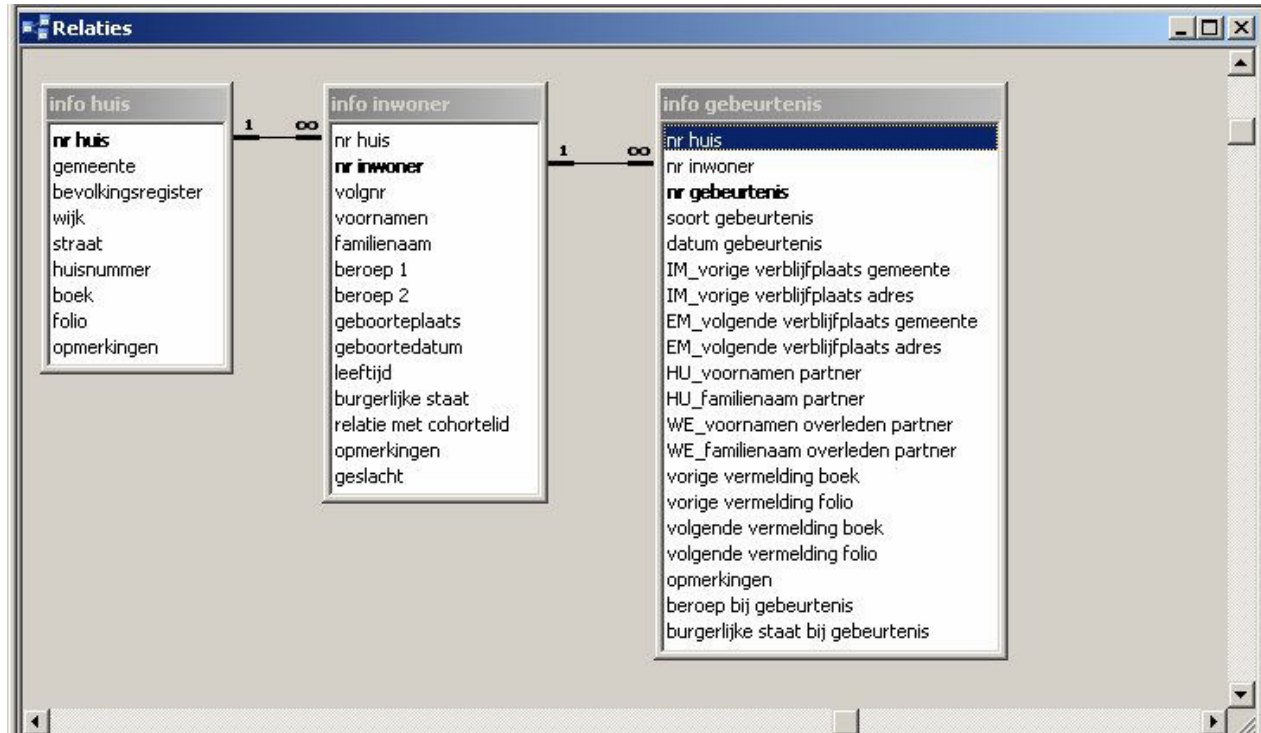 Relaties
info huis
nr huis
gemeente
bevolkingsregister
wijk
straat
huisnummer
boek
folio
opmerkingen
1 ∞
info inwoner
nr huis
nr inwoner
volgnr
voornamen
familienaam
beroep 1
beroep 2
geboorteplaats
geboortedatum
leeftijd
burgerlijke staat
relatie met cohortelid
opmerkingen
geslacht
1 ∞
info gebeurtenis
nr huis
nr inwoner
nr gebeurtenis
soort gebeurtenis
datum gebeurtenis
IM_vorige verblijfplaats gemeente
IM_vorige verblijfplaats adres
EM_volgende verblijfplaats gemeente
EM_volgende verblijfplaats adres
HU_voornamen partner
HU_familienaam partner
WE_voornamen overleden partner
WE_familienaam overleden partner
vorige vermelding boek
vorige vermelding folio
volgende vermelding boek
volgende vermelding folio
opmerkingen
beroep bij gebeurtenis
burgerlijke staat bij gebeurtenis